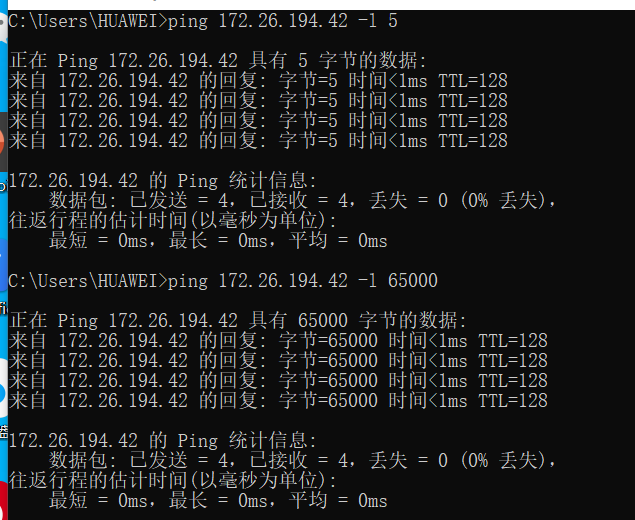 C:\Users\HUAWEI>ping 172.26.194.42 -l 5
正在 Ping 172.26.194.42 具有 5 字节的数据:
来自 172.26.194.42 的回复: 字节=5 时间<1ms TTL=128
来自 172.26.194.42 的回复: 字节=5 时间<1ms TTL=128
来自 172.26.194.42 的回复: 字节=5 时间<1ms TTL=128
来自 172.26.194.42 的回复: 字节=5 时间<1ms TTL=128
172.26.194.42 的 Ping 统计信息:
数据包: 已发送 = 4，已接收 = 4，丢失 = 0 (0% 丢失)，
往返行程的估计时间(以毫秒为单位):
最短 = 0ms，最长 = 0ms，平均 = 0ms
C:\Users\HUAWEI>ping 172.26.194.42 -l 65000
正在 Ping 172.26.194.42 具有 65000 字节的数据:
来自 172.26.194.42 的回复: 字节=65000 时间<1ms TTL=128
来自 172.26.194.42 的回复: 字节=65000 时间<1ms TTL=128
来自 172.26.194.42 的回复: 字节=65000 时间<1ms TTL=128
来自 172.26.194.42 的回复: 字节=65000 时间<1ms TTL=128
172.26.194.42 的 Ping 统计信息:
数据包: 已发送 = 4，已接收 = 4，丢失 = 0 (0% 丢失)，
往返行程的估计时间(以毫秒为单位):
最短 = 0ms，最长 = 0ms，平均 = 0ms